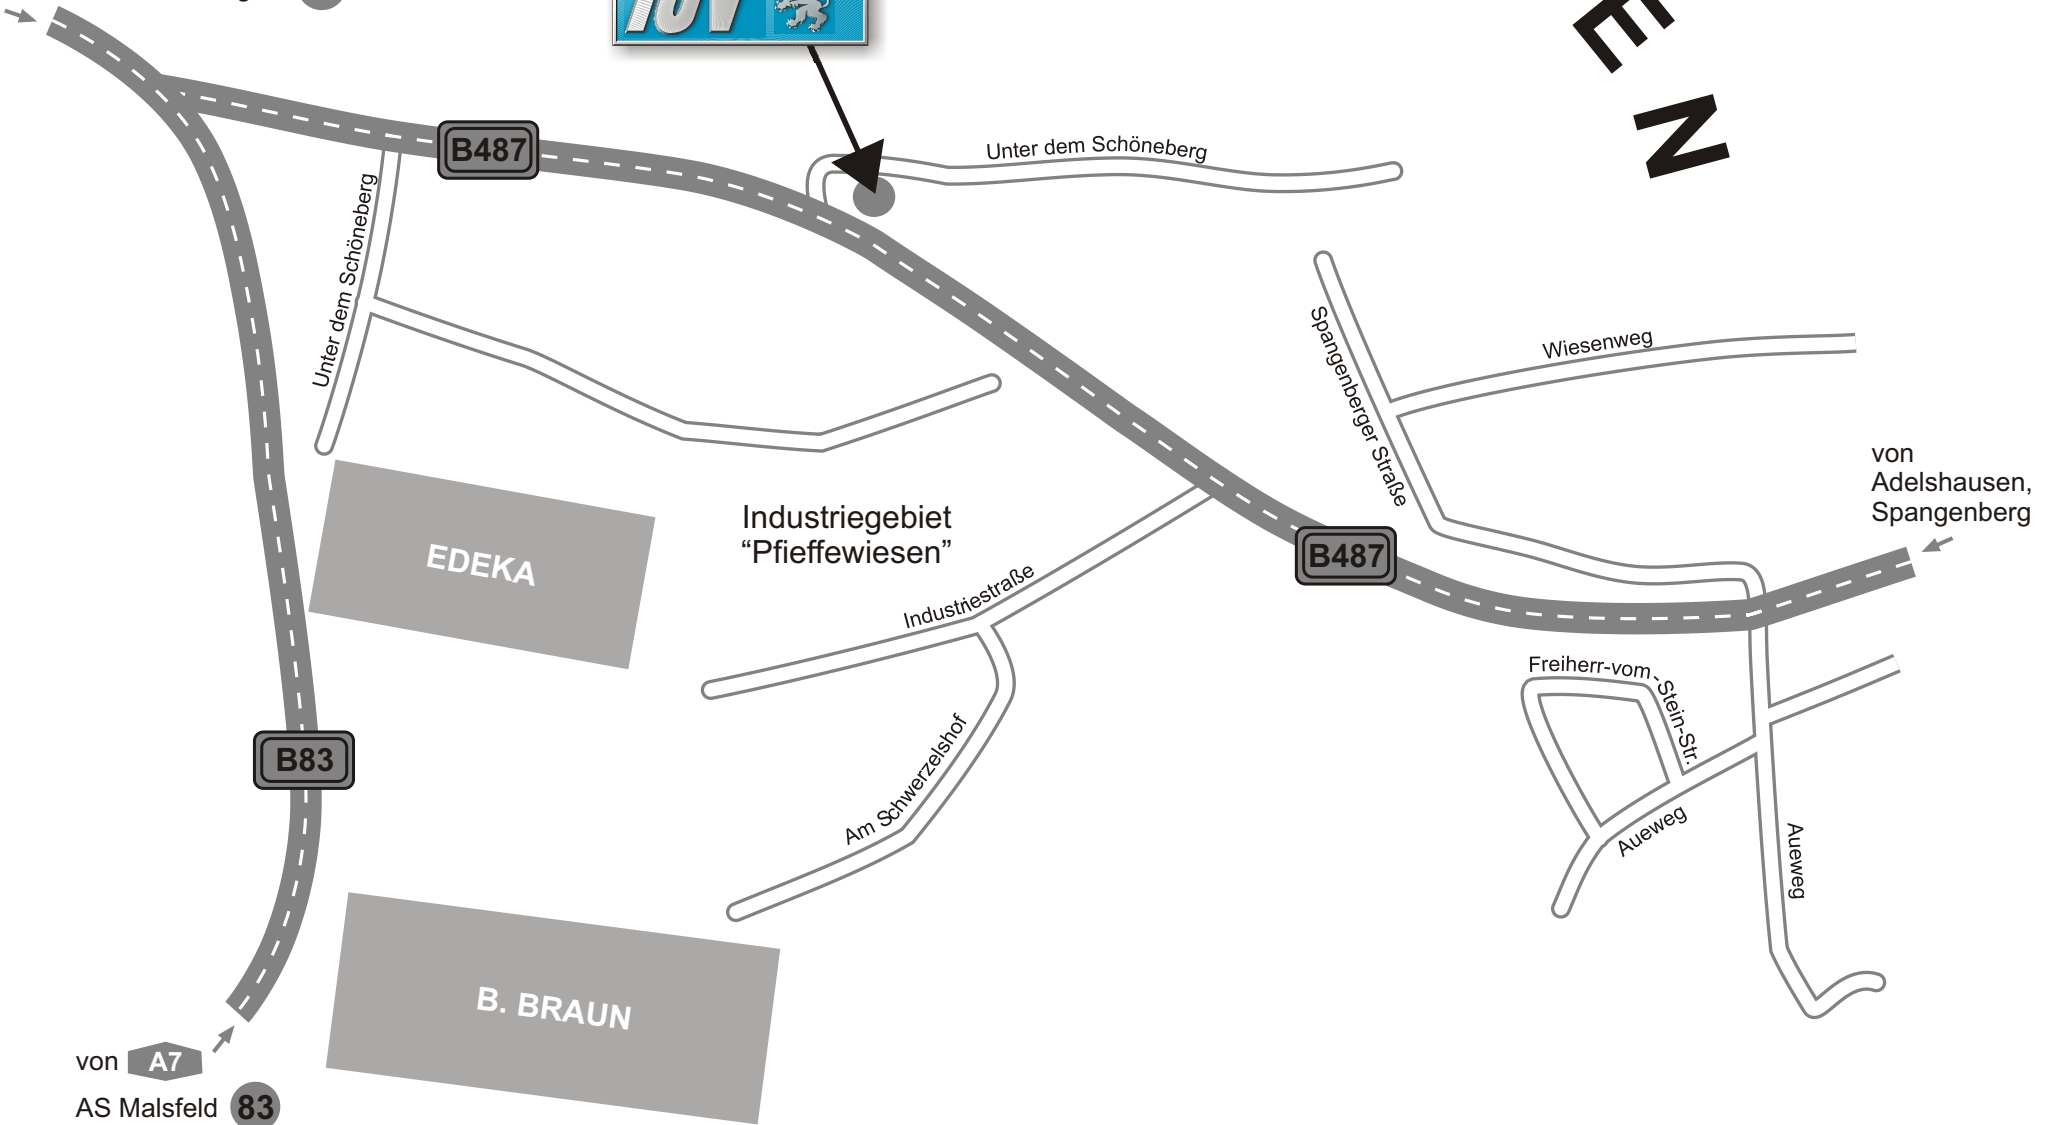 TÜV
E
N
B487
Unter dem Schöneberg
Unter dem Schöneberg
Spangenberger Straße
Wiesenweg
von
Adelshausen,
Spangenberg
Industriegebiet
“Pfieffewiesen”
EDEKA
B487
Industriestraße
Freiherr-vom-Stein-Str.
B83
Am Schwerzelshof
Aueweg
Aueweg
B. BRAUN
von A7
AS Malsfeld 83